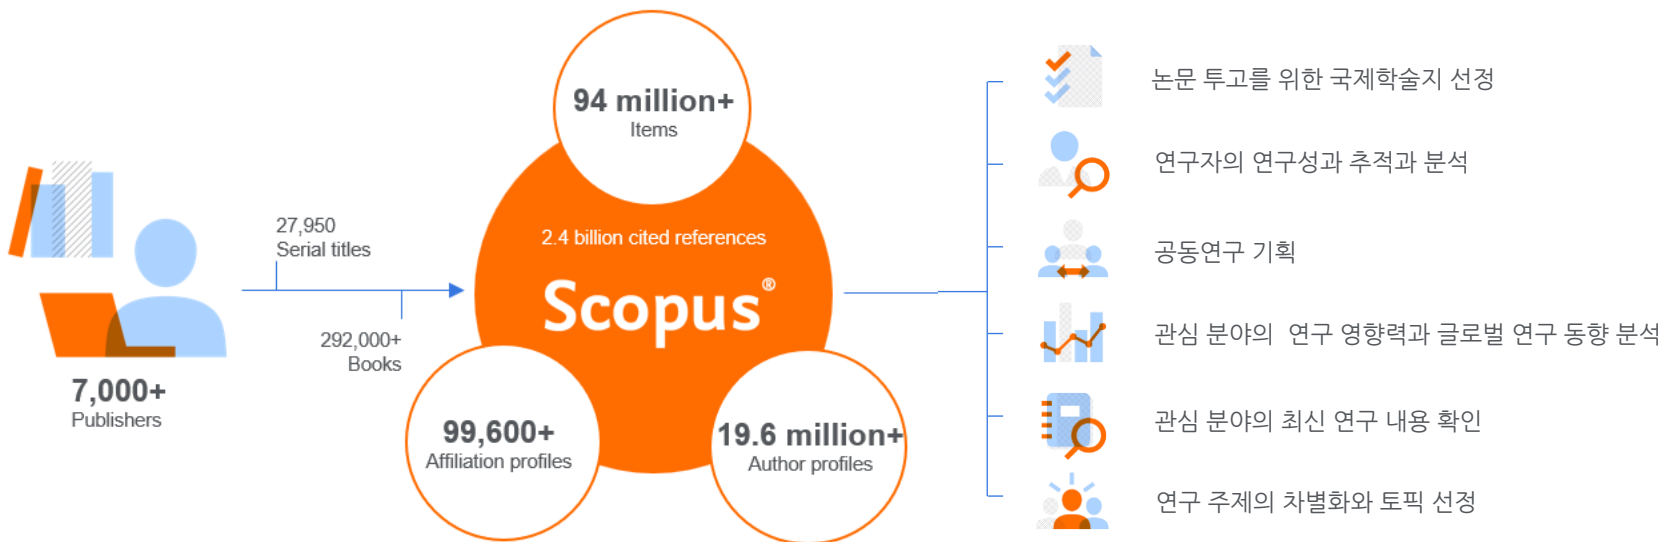 7,000+
Publishers
27,950
Serial titles
292,000+
Books
94 million+
Items
2.4 billion cited references
Scopus®
99,600+
Affiliation profiles
19.6 million+
Author profiles
논문 투고를 위한 국제학술지 선정
연구자의 연구성과 추적과 분석
공동연구 기획
관심 분야의 연구 영향력과 글로벌 연구 동향 분석
관심 분야의 최신 연구 내용 확인
연구 주제의 차별화와 토픽 선정